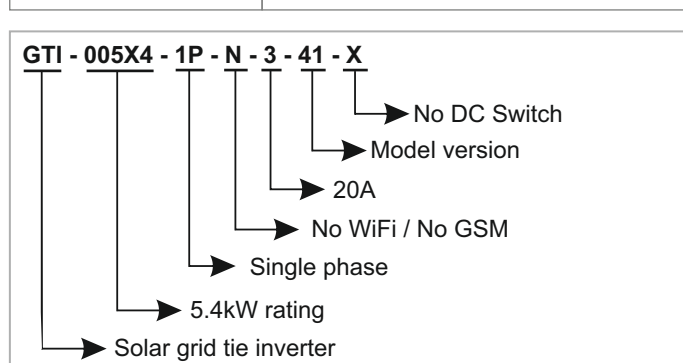 GTI - 005X4 - 1P - N - 3 - 41 - X
No DC Switch
Model version
20A
No WiFi / No GSM
Single phase
5.4kW rating
Solar grid tie inverter